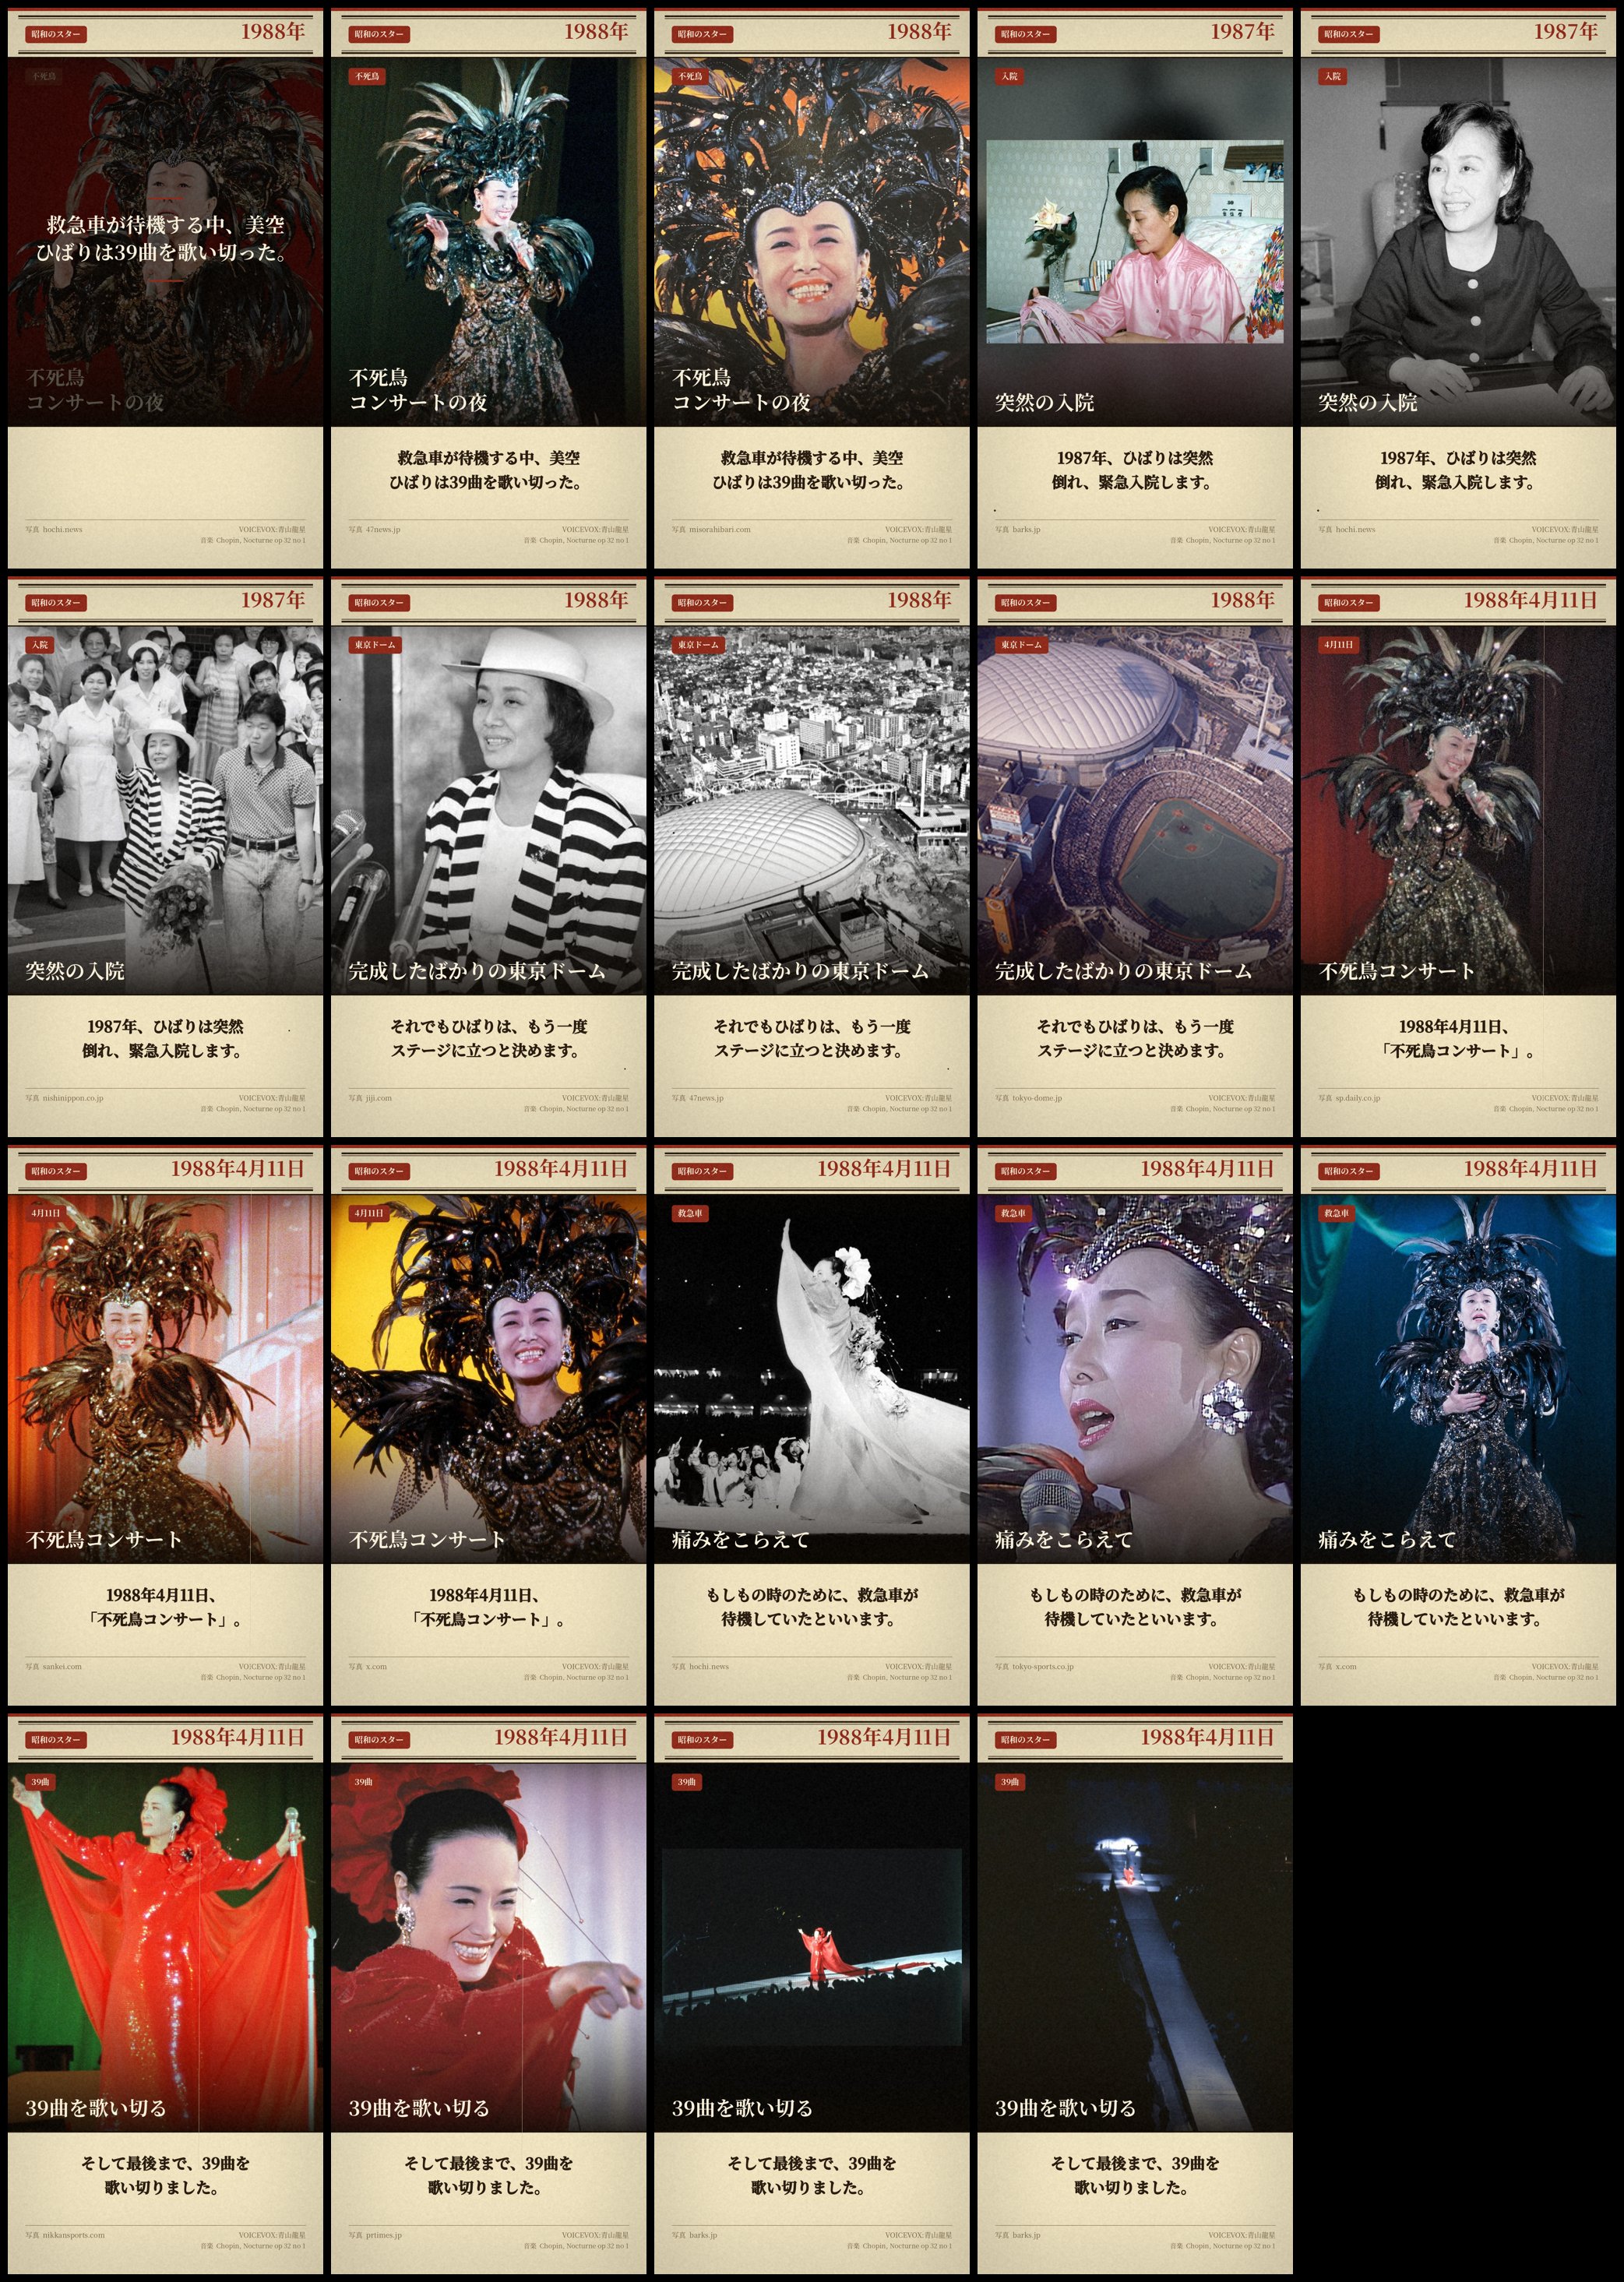 昭和のスター
1988年
不死鳥
救急車が待機する中、美空
ひばりは39曲を歌い切った。
不死鳥
コンサートの夜
写真 hochi.news
VOICEVOX:青山龍星
音楽 Chopin, Nocturne op 32 no 1
昭和のスター
1988年
不死鳥
不死鳥
コンサートの夜
救急車が待機する中、美空
ひばりは39曲を歌い切った。
写真 47news.jp
VOICEVOX:青山龍星
音楽 Chopin, Nocturne op 32 no 1
昭和のスター
1988年
不死鳥
不死鳥
コンサートの夜
救急車が待機する中、美空
ひばりは39曲を歌い切った。
写真 misorahibari.com
VOICEVOX:青山龍星
音楽 Chopin, Nocturne op 32 no 1
昭和のスター
1987年
入院
突然の入院
1987年、ひばりは突然
倒れ、緊急入院します。
写真 barks.jp
VOICEVOX:青山龍星
音楽 Chopin, Nocturne op 32 no 1
昭和のスター
1987年
入院
突然の入院
1987年、ひばりは突然
倒れ、緊急入院します。
写真 hochi.news
VOICEVOX:青山龍星
音楽 Chopin, Nocturne op 32 no 1
昭和のスター
1987年
入院
突然の入院
1987年、ひばりは突然
倒れ、緊急入院します。
写真 nishinippon.co.jp
VOICEVOX:青山龍星
音楽 Chopin, Nocturne op 32 no 1
昭和のスター
1988年
東京ドーム
完成したばかりの東京ドーム
それでもひばりは、もう一度
ステージに立つと決めます。
写真 jiji.com
VOICEVOX:青山龍星
音楽 Chopin, Nocturne op 32 no 1
昭和のスター
1988年
東京ドーム
完成したばかりの東京ドーム
それでもひばりは、もう一度
ステージに立つと決めます。
写真 47news.jp
VOICEVOX:青山龍星
音楽 Chopin, Nocturne op 32 no 1
昭和のスター
1988年
東京ドーム
完成したばかりの東京ドーム
それでもひばりは、もう一度
ステージに立つと決めます。
写真 tokyo-dome.jp
VOICEVOX:青山龍星
音楽 Chopin, Nocturne op 32 no 1
昭和のスター
1988年4月11日
4月11日
不死鳥コンサート
1988年4月11日、
「不死鳥コンサート」。
写真 sp.daily.co.jp
VOICEVOX:青山龍星
音楽 Chopin, Nocturne op 32 no 1
昭和のスター
1988年4月11日
4月11日
不死鳥コンサート
1988年4月11日、
「不死鳥コンサート」。
写真 sankei.com
VOICEVOX:青山龍星
音楽 Chopin, Nocturne op 32 no 1
昭和のスター
1988年4月11日
4月11日
不死鳥コンサート
1988年4月11日、
「不死鳥コンサート」。
写真 x.com
VOICEVOX:青山龍星
音楽 Chopin, Nocturne op 32 no 1
昭和のスター
1988年4月11日
救急車
痛みをこらえて
もしもの時のために、救急車が
待機していたといいます。
写真 hochi.news
VOICEVOX:青山龍星
音楽 Chopin, Nocturne op 32 no 1
昭和のスター
1988年4月11日
救急車
痛みをこらえて
もしもの時のために、救急車が
待機していたといいます。
写真 tokyo-sports.co.jp
VOICEVOX:青山龍星
音楽 Chopin, Nocturne op 32 no 1
昭和のスター
1988年4月11日
救急車
痛みをこらえて
もしもの時のために、救急車が
待機していたといいます。
写真 x.com
VOICEVOX:青山龍星
音楽 Chopin, Nocturne op 32 no 1
昭和のスター
1988年4月11日
39曲
39曲を歌い切る
そして最後まで、39曲を
歌い切りました。
写真 nikkansports.com
VOICEVOX:青山龍星
音楽 Chopin, Nocturne op 32 no 1
昭和のスター
1988年4月11日
39曲
39曲を歌い切る
そして最後まで、39曲を
歌い切りました。
写真 prtimes.jp
VOICEVOX:青山龍星
音楽 Chopin, Nocturne op 32 no 1
昭和のスター
1988年4月11日
39曲
39曲を歌い切る
そして最後まで、39曲を
歌い切りました。
写真 barks.jp
VOICEVOX:青山龍星
音楽 Chopin, Nocturne op 32 no 1
昭和のスター
1988年4月11日
39曲
39曲を歌い切る
そして最後まで、39曲を
歌い切りました。
写真 barks.jp
VOICEVOX:青山龍星
音楽 Chopin, Nocturne op 32 no 1